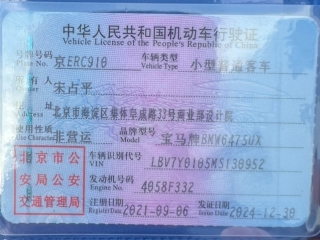 中华人民共和国机动车行驶证
Vehicle License of the People's Republic of China
号牌号码 京ERC910 车辆类型 小型普通客车
Plate No. Vehicle Type
所有人 宋占平
北京市海淀区 阜成路33号商业部设计院
使用性质 非营运 品牌型号 宝马牌BMW6475UX
Use Character Model
北京市公安局公安交通管理局
车辆识别代号 LBV7Y0105MS130952
VIN
发动机号码 4058F332
Engine No.
注册日期 2021-09-06 发证日期 2024-12-30
Register Date Issue Date